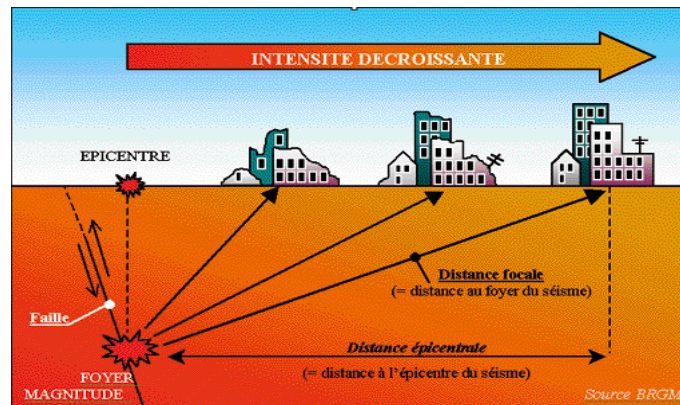 INTENSITE DECROISSANTE
EPICENTRE
Distance focale
(= distance au foyer du séisme)
Faille
Distance épicentrale
(= distance à l'épicentre du séisme)
FOYER
MAGNITUDE
Source BRGM